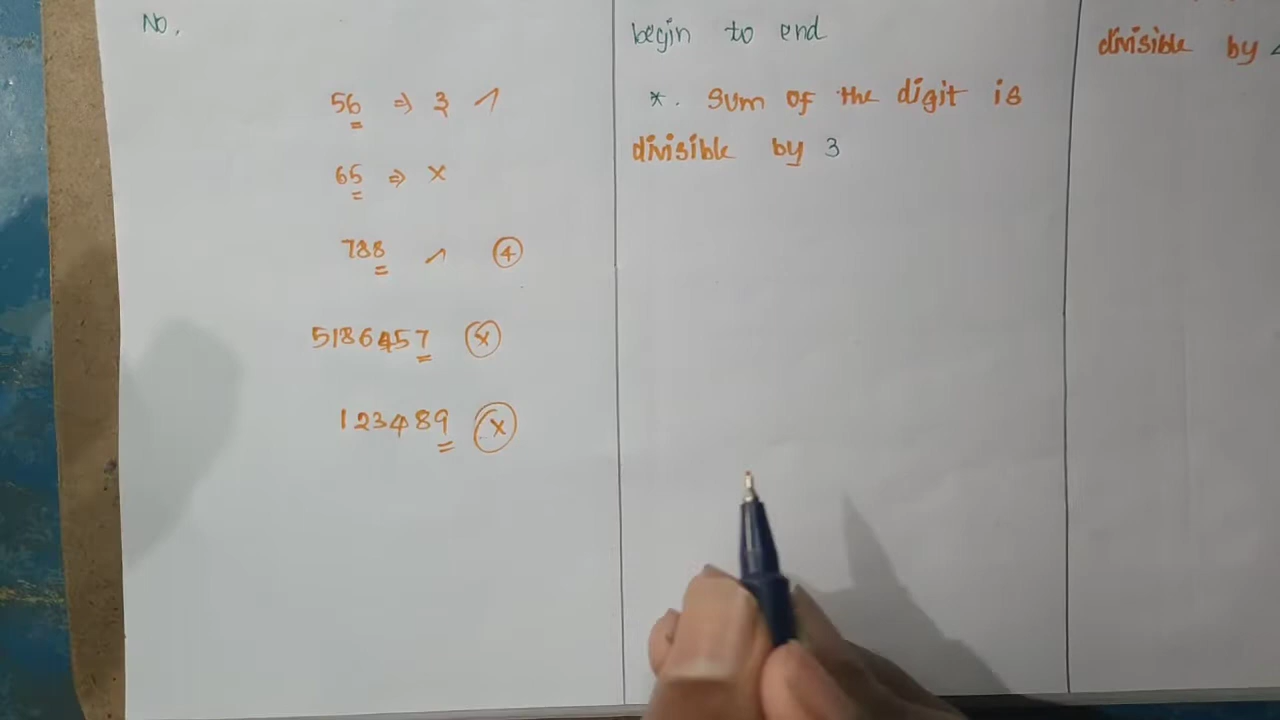 No.
56 ⇒ 3
65 ⇒ x
788 4
5186457 x
123489 x
begin to end
*. Sum of the digit is
divisible by 3
divisible by